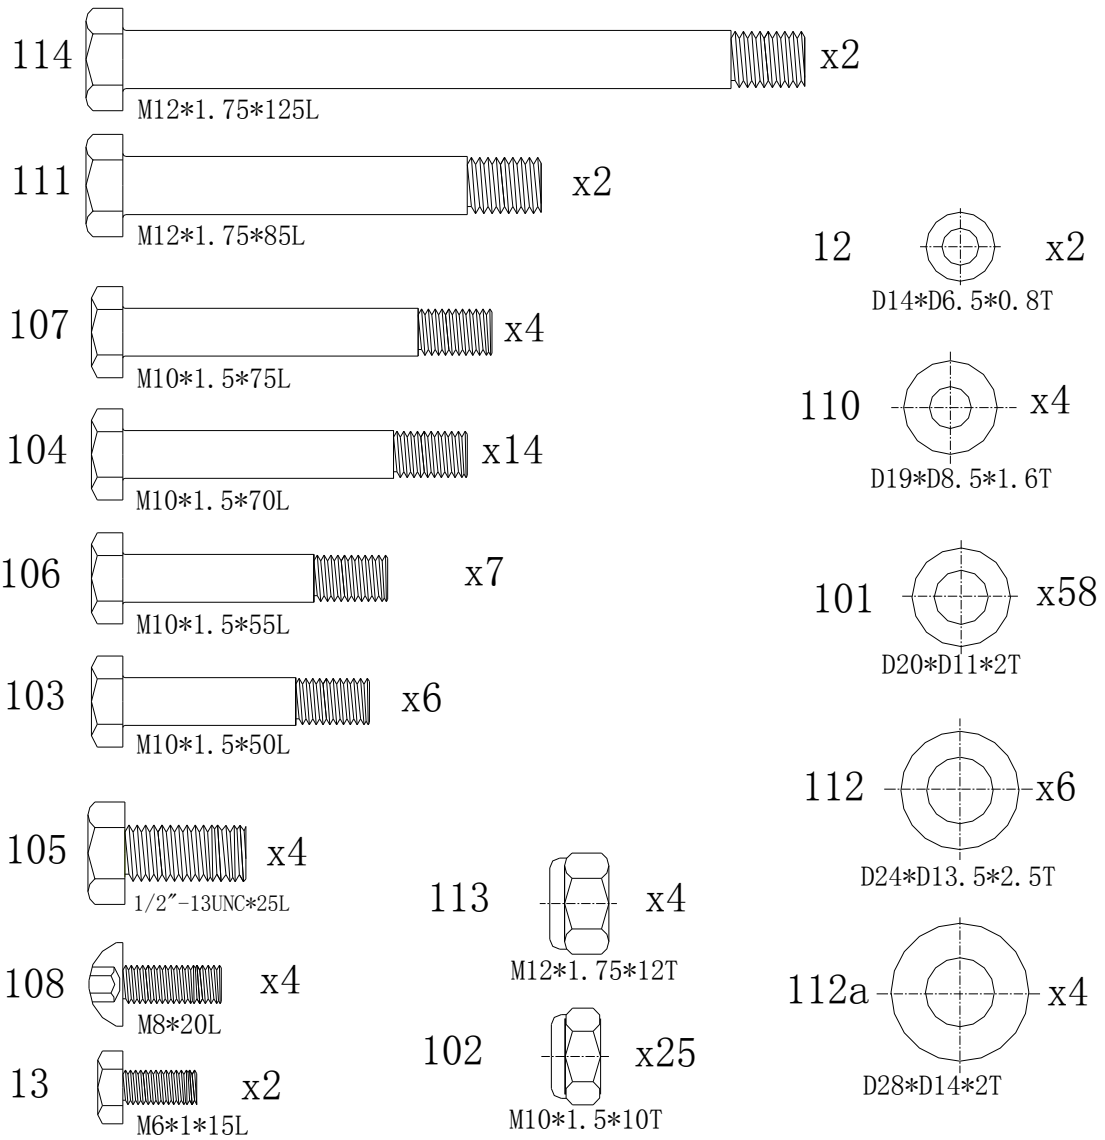 114 x2
M12*1.75*125L
111 x2
M12*1.75*85L
107 x4
M10*1.5*75L
104 x14
M10*1.5*70L
106 x7
M10*1.5*55L
103 x6
M10*1.5*50L
105 x4
1/2″-13UNC*25L
108 x4
M8*20L
13 x2
M6*1*15L
113 x4
M12*1.75*12T
102 x25
M10*1.5*10T
12 x2
D14*D6.5*0.8T
110 x4
D19*D8.5*1.6T
101 x58
D20*D11*2T
112 x6
D24*D13.5*2.5T
112a x4
D28*D14*2T